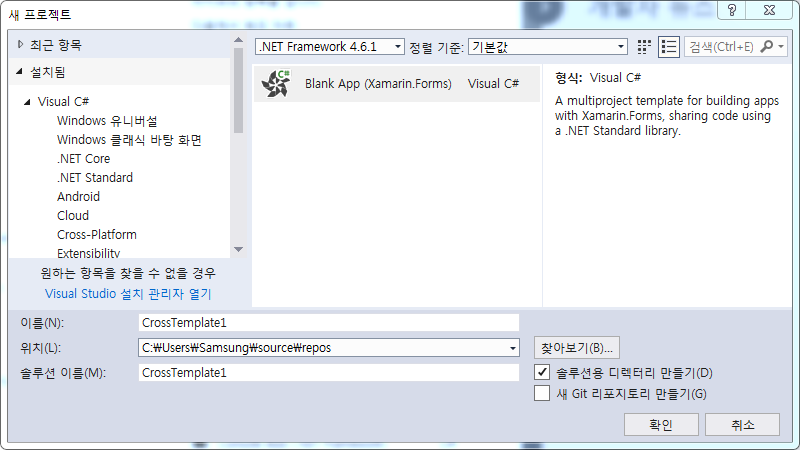 새 프로젝트
최근 항목
.NET Framework 4.6.1 정렬 기준: 기본값 검색(Ctrl+E)
설치됨
Visual C#
Windows 유니버설
Windows 클래식 바탕 화면
.NET Core
.NET Standard
Android
Cloud
Cross-Platform
Extensibility
원하는 항목을 찾을 수 없을 경우
Visual Studio 설치 관리자 열기
C# Blank App (Xamarin.Forms) Visual C#
형식: Visual C#
A multiproject template for building apps
with Xamarin.Forms, sharing code using
a .NET Standard library.
이름(N): CrossTemplate1
위치(L): C:₩Users₩Samsung₩source₩repos 찾아보기(B)...
솔루션 이름(M): CrossTemplate1 솔루션용 디렉터리 만들기(D)
새 Git 리포지토리 만들기(G)
확인 취소